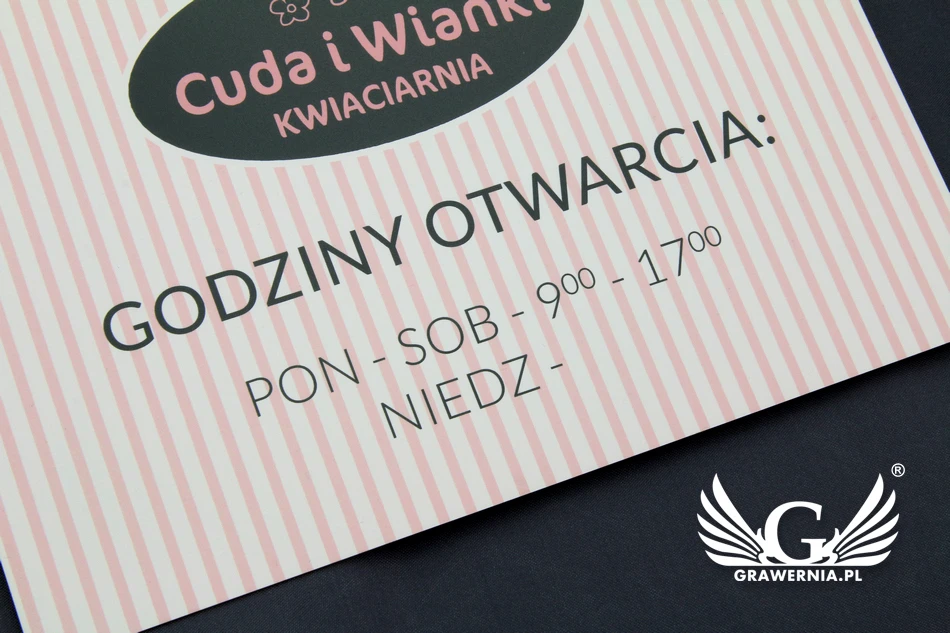 Cuda i Wianki
KWIACIARNIA
GODZINY OTWARCIA:
PON - SOB - 9⁰⁰ - 17⁰⁰
NIEDZ -
G
®
GRAWERNIA.PL